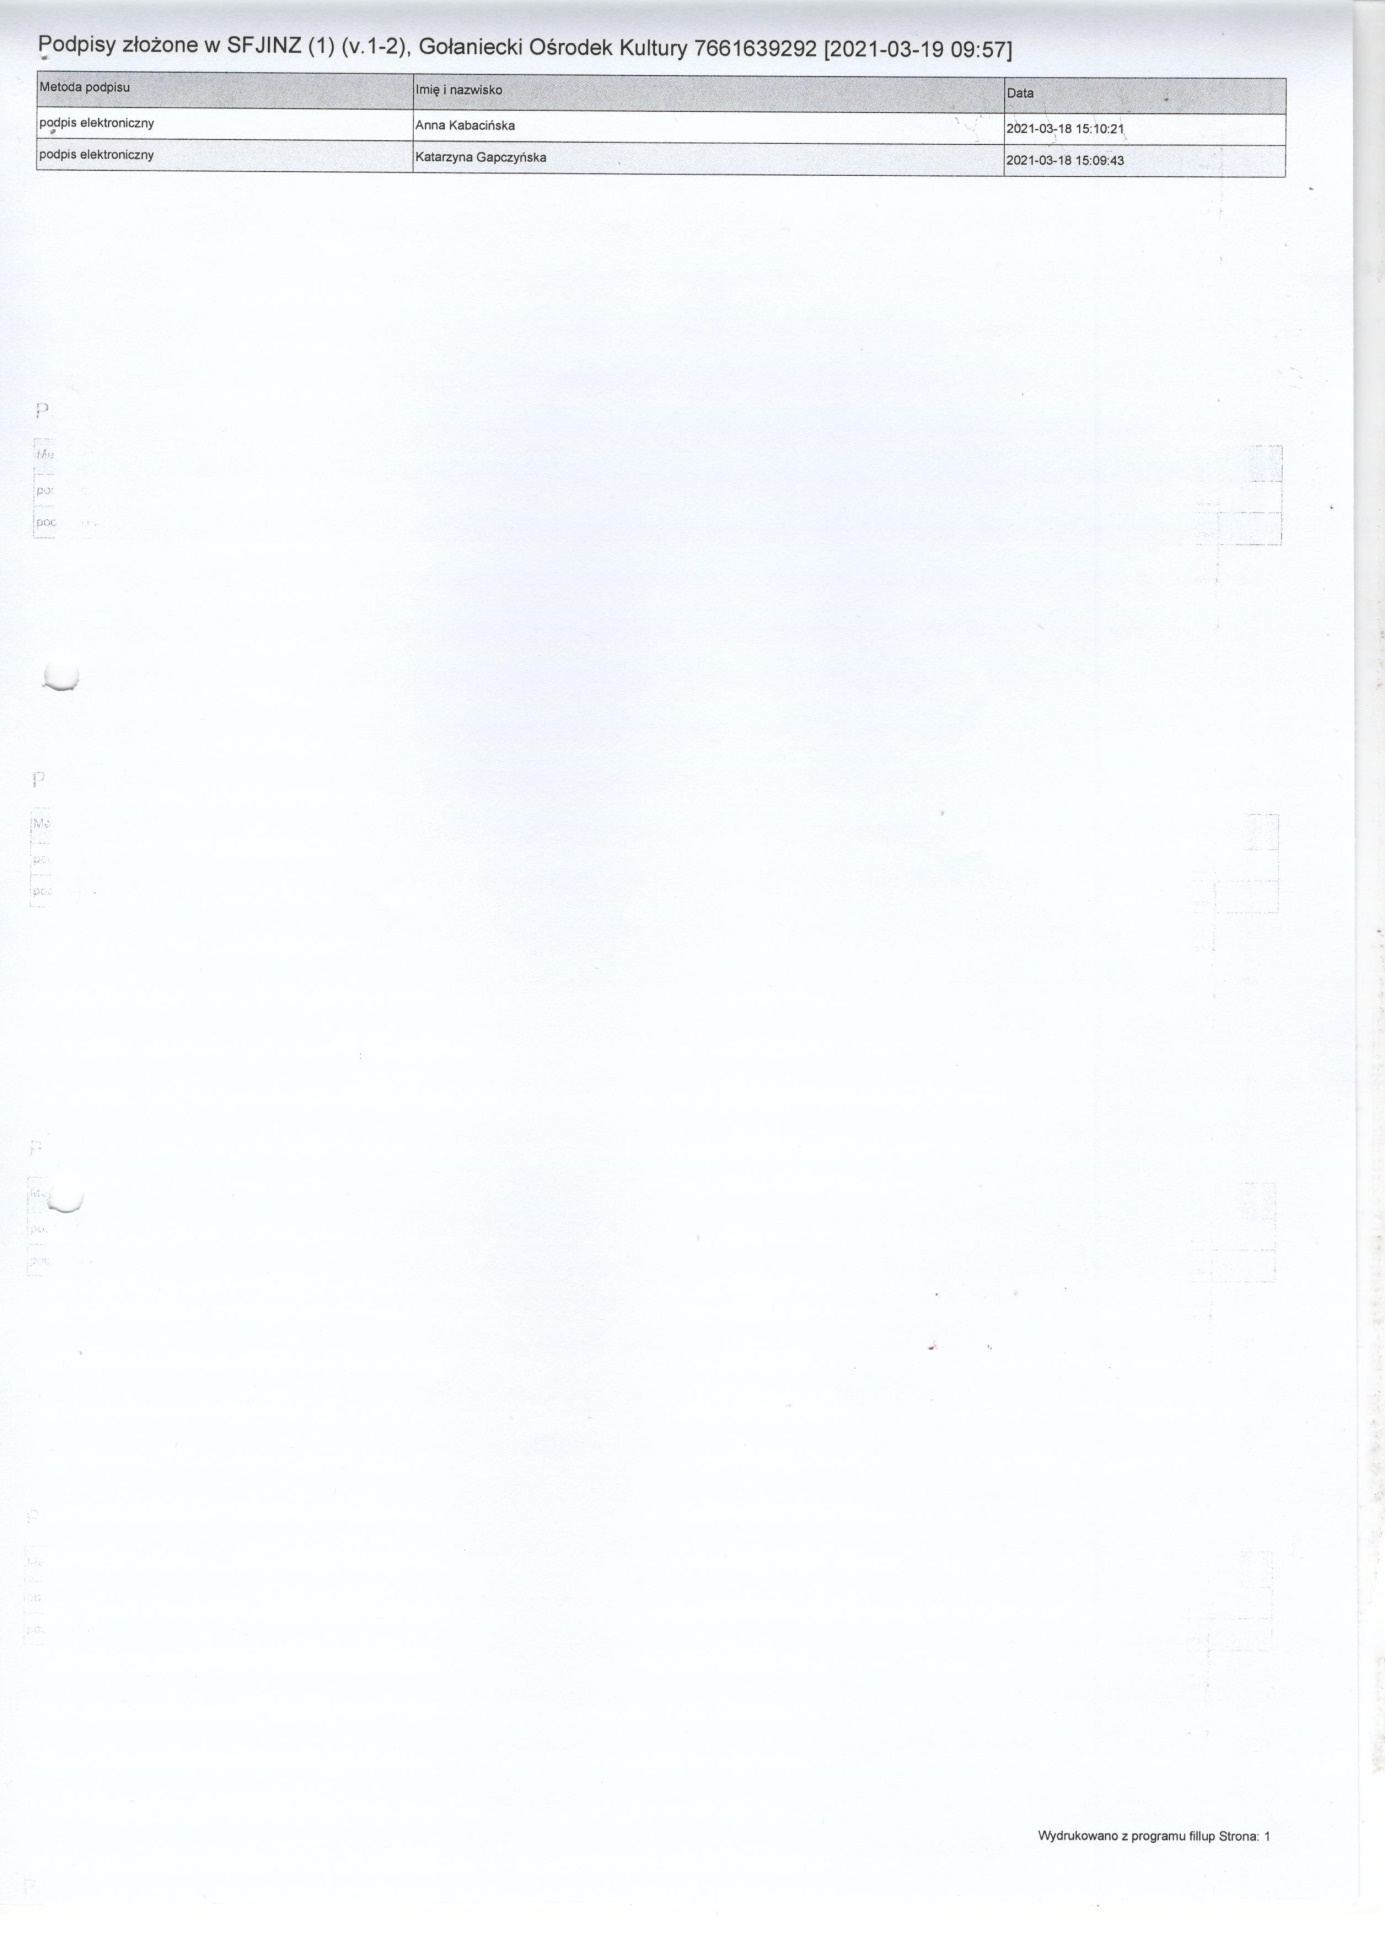 Podpisy złożone w SFJINZ (1) (v.1-2), Gołaniecki Ośrodek Kultury 7661639292 [2021-03-19 09:57]
Metoda podpisu Imię i nazwisko Data
podpis elektroniczny Anna Kabacińska 2021-03-18 15:10:21
podpis elektroniczny Katarzyna Gapczyńska 2021-03-18 15:09:43
P
poc
P
P
Wydrukowano z programu fillup Strona: 1